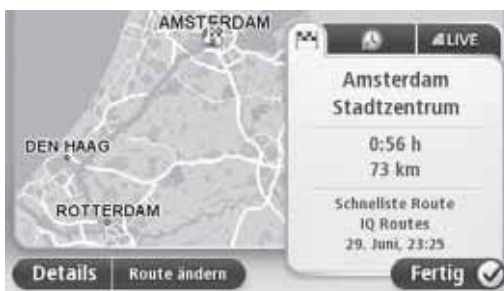 AMSTERDAM
DEN HAAG
ROTTERDAM
LIVE
Amsterdam
Stadtzentrum
0:56 h
73 km
Schnellste Route
IQ Routes
29. Juni, 23:25
Details
Route ändern
Fertig